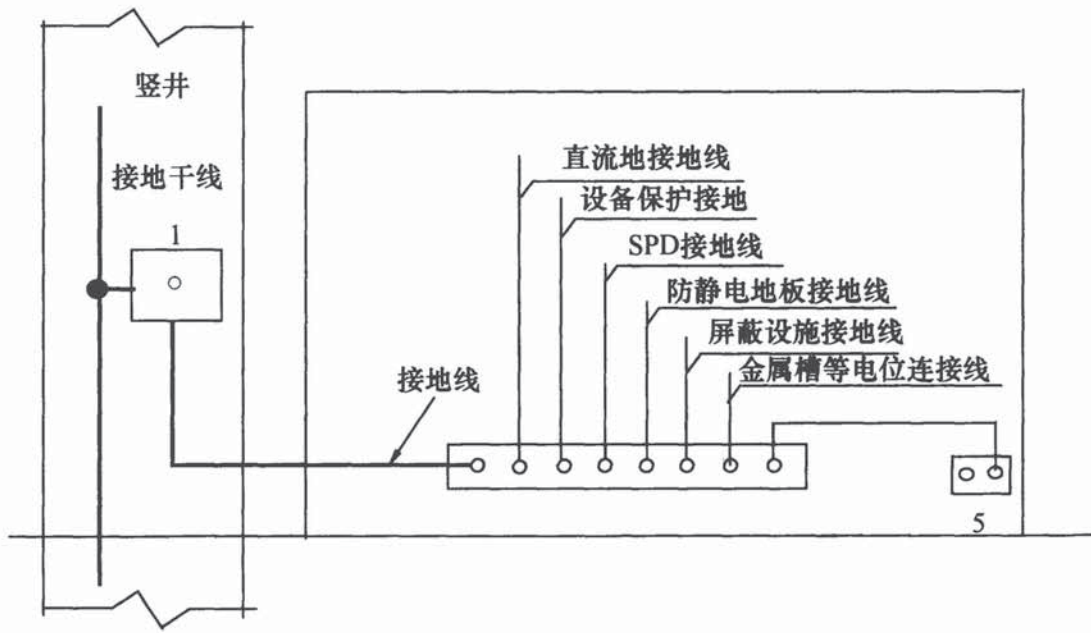 竖井
接地干线
1
直流地接地线
设备保护接地
SPD接地线
防静电地板接地线
屏蔽设施接地线
金属槽等电位连接线
接地线
5